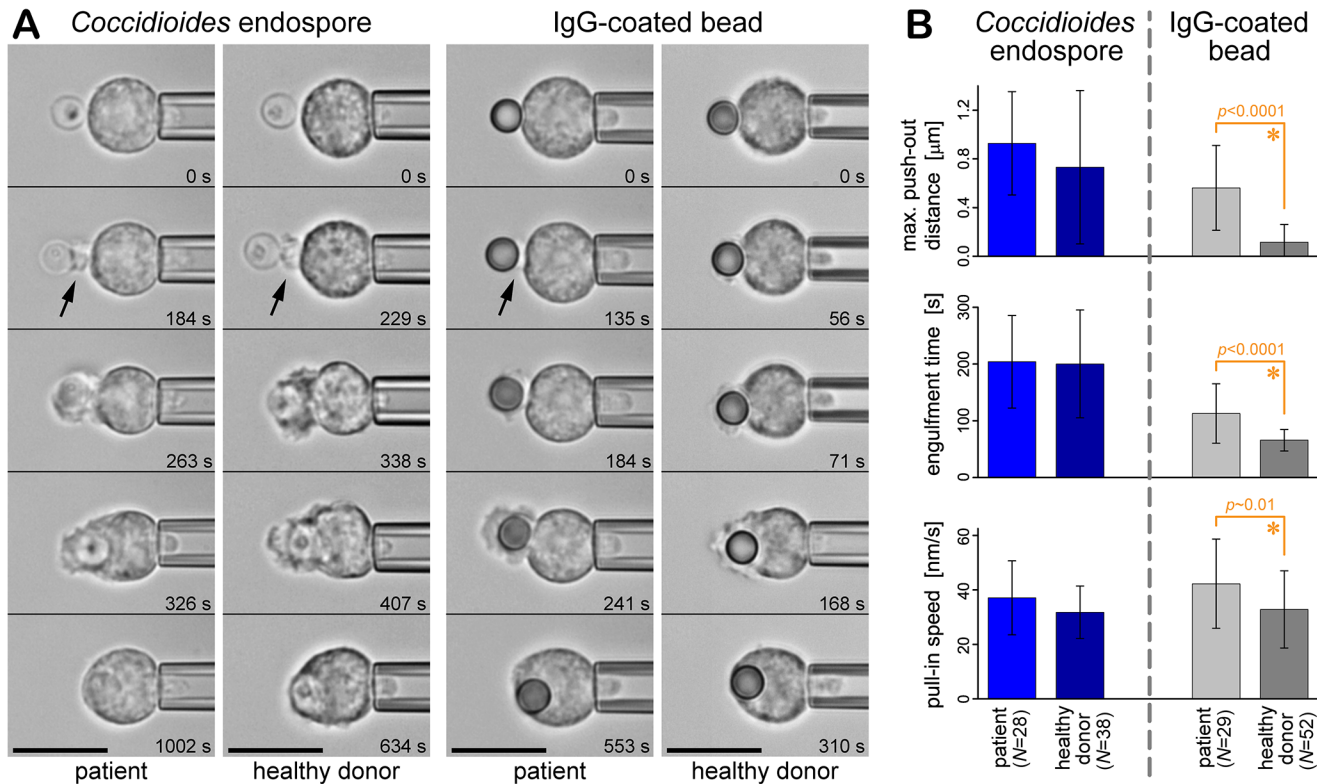 A
Coccidioides endospore
IgG-coated bead
0 s
0 s
0 s
0 s
184 s
229 s
135 s
56 s
263 s
338 s
184 s
71 s
326 s
407 s
241 s
168 s
1002 s
634 s
553 s
310 s
patient
healthy donor
patient
healthy donor
B
Coccidioides
endospore
IgG-coated
bead
max. push-out
distance [µm]
1.2
0.8
0.4
0.0
p<0.0001
*
engulfment time [s]
300
200
100
0
p<0.0001
*
pull-in speed [nm/s]
60
40
20
0
p~0.01
*
patient
(N=28)
healthy
donor
(N=38)
patient
(N=29)
healthy
donor
(N=52)